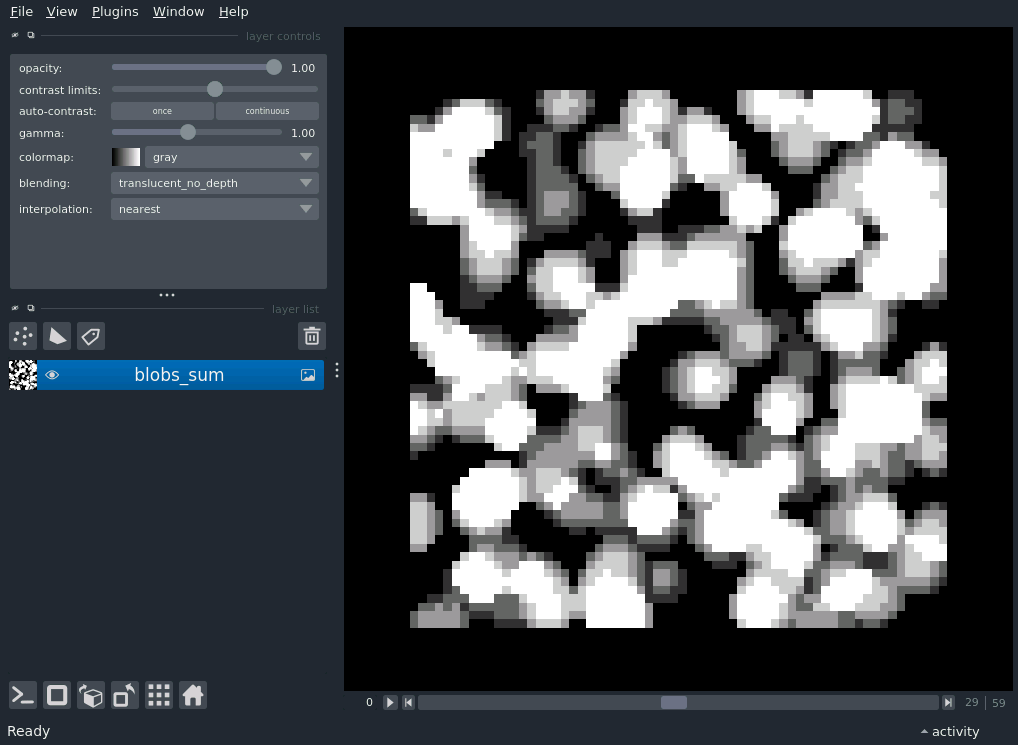 File View Plugins Window Help
layer controls
opacity: 1.00
contrast limits:
auto-contrast: once continuous
gamma: 1.00
colormap: gray
blending: translucent_no_depth
interpolation: nearest
layer list
blobs_sum
0 29 | 59
Ready activity